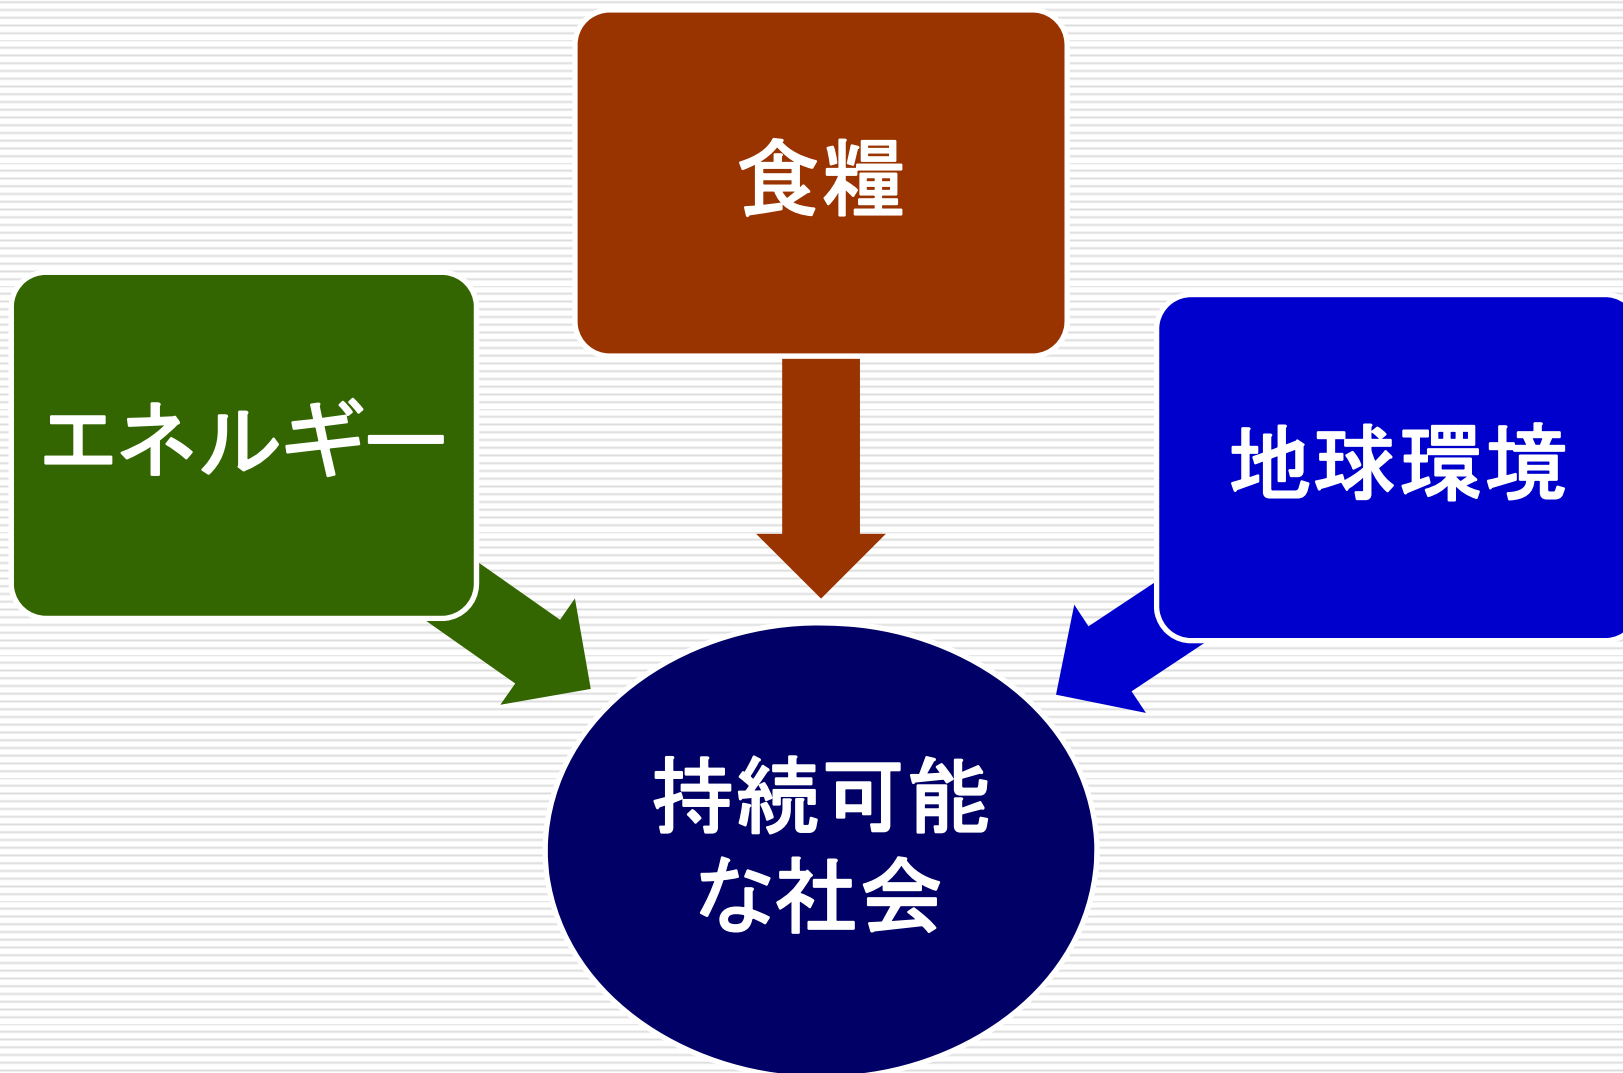 食糧
エネルギー
地球環境
持続可能
な社会